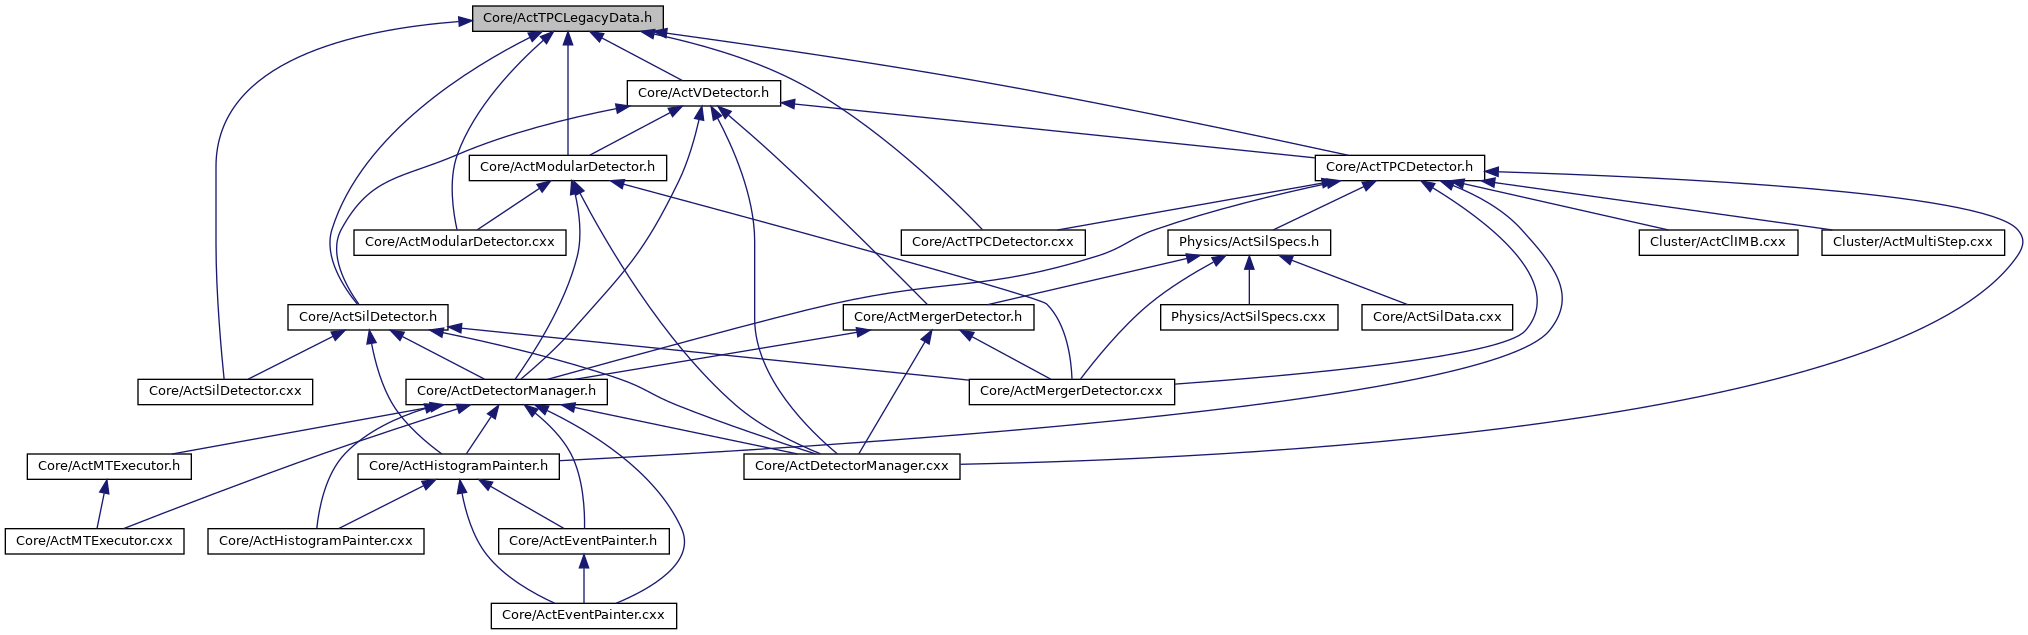 Core/ActTPCLegacyData.h
Core/ActVDetector.h
Core/ActModularDetector.h
Core/ActTPCDetector.h
Core/ActModularDetector.cxx
Core/ActTPCDetector.cxx
Physics/ActSilSpecs.h
Cluster/ActClIMB.cxx
Cluster/ActMultiStep.cxx
Core/ActSilDetector.h
Core/ActMergerDetector.h
Physics/ActSilSpecs.cxx
Core/ActSilData.cxx
Core/ActSilDetector.cxx
Core/ActDetectorManager.h
Core/ActMergerDetector.cxx
Core/ActMTExecutor.h
Core/ActHistogramPainter.h
Core/ActDetectorManager.cxx
Core/ActMTExecutor.cxx
Core/ActHistogramPainter.cxx
Core/ActEventPainter.h
Core/ActEventPainter.cxx